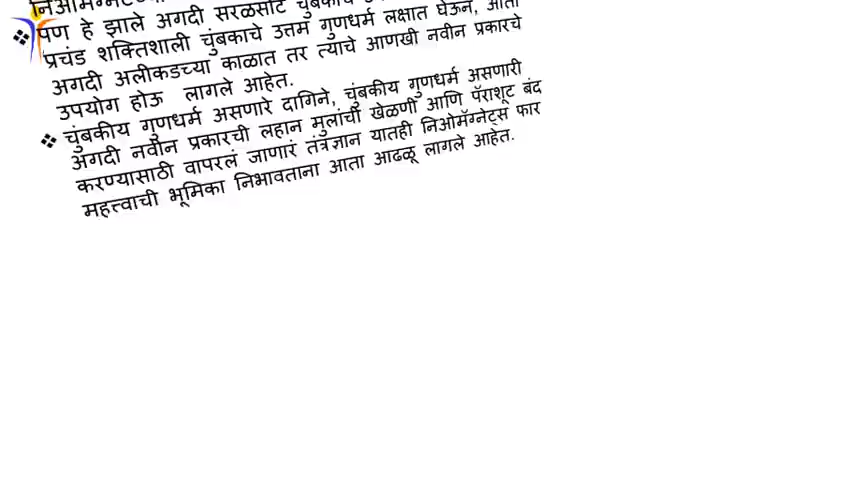 ❖ पण हे झाले अगदी सरळसोट चुंबकाचे
प्रचंड शक्तिशाली चुंबकाचे उत्तम गुणधर्म लक्षात घेऊन, आता
अगदी अलीकडच्या काळात तर त्याचे आणखी नवीन प्रकारचे
उपयोग होऊ लागले आहेत.
❖ चुंबकीय गुणधर्म असणारे दागिने, चुंबकीय गुणधर्म असणारी
अगदी नवीन प्रकारची लहान मुलांची खेळणी आणि पॅराशूट बंद
करण्यासाठी वापरलं जाणारं तंत्रज्ञान यातही निओमॅग्नेट्स फार
महत्त्वाची भूमिका निभावताना आता आढळू लागले आहेत.